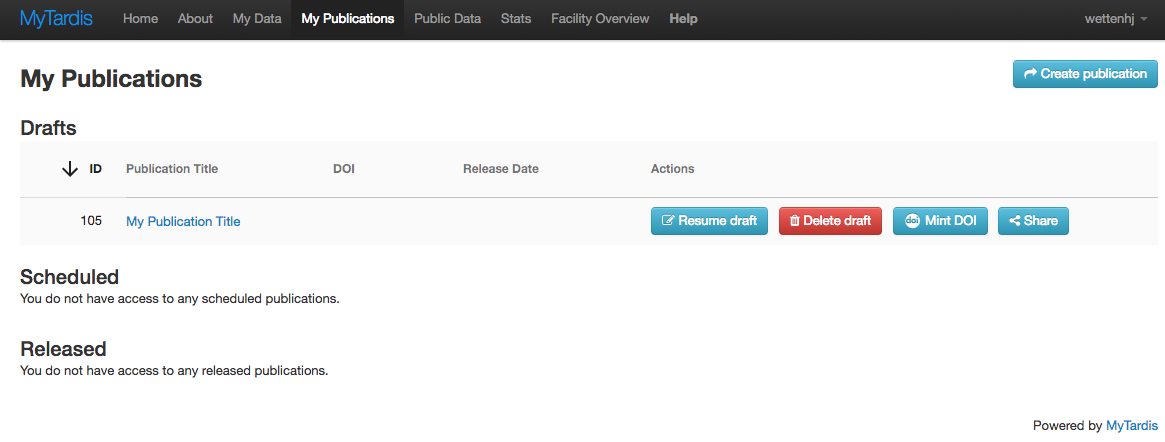 MyTardis Home About My Data My Publications Public Data Stats Facility Overview Help wettenhj
My Publications
Create publication
Drafts
ID Publication Title DOI Release Date Actions
105 My Publication Title Resume draft Delete draft doi Mint DOI Share
Scheduled
You do not have access to any scheduled publications.
Released
You do not have access to any released publications.
Powered by MyTardis